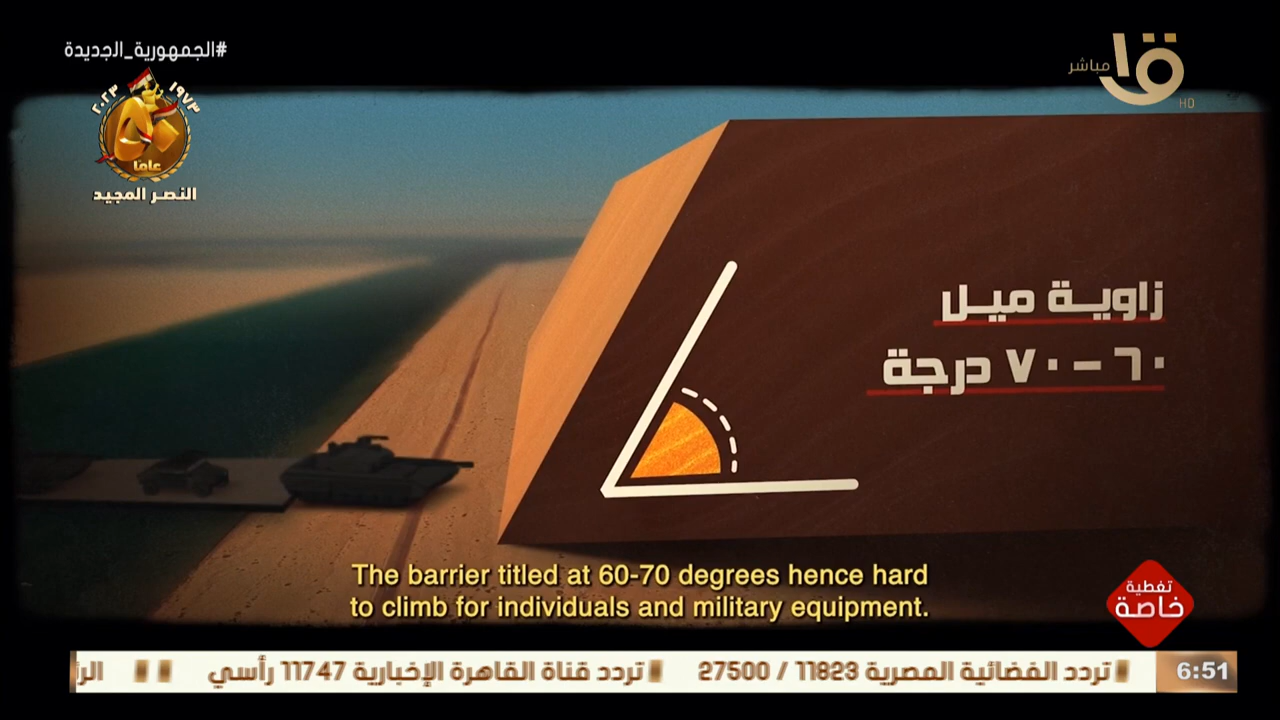 #الجمهورية_الجديدة
مباشر
HD
١٩٧٣
٢٠٢٣
٥٠
عامًا
النصر المجيد
زاوية ميل
٦٠-٧٠ درجة
The barrier titled at 60-70 degrees hence hard
to climb for individuals and military equipment.
تغطية
خاصة
6:51
تردد الفضائية المصرية 11823 / 27500 تردد قناة القاهرة الإخبارية 11747 رأسي